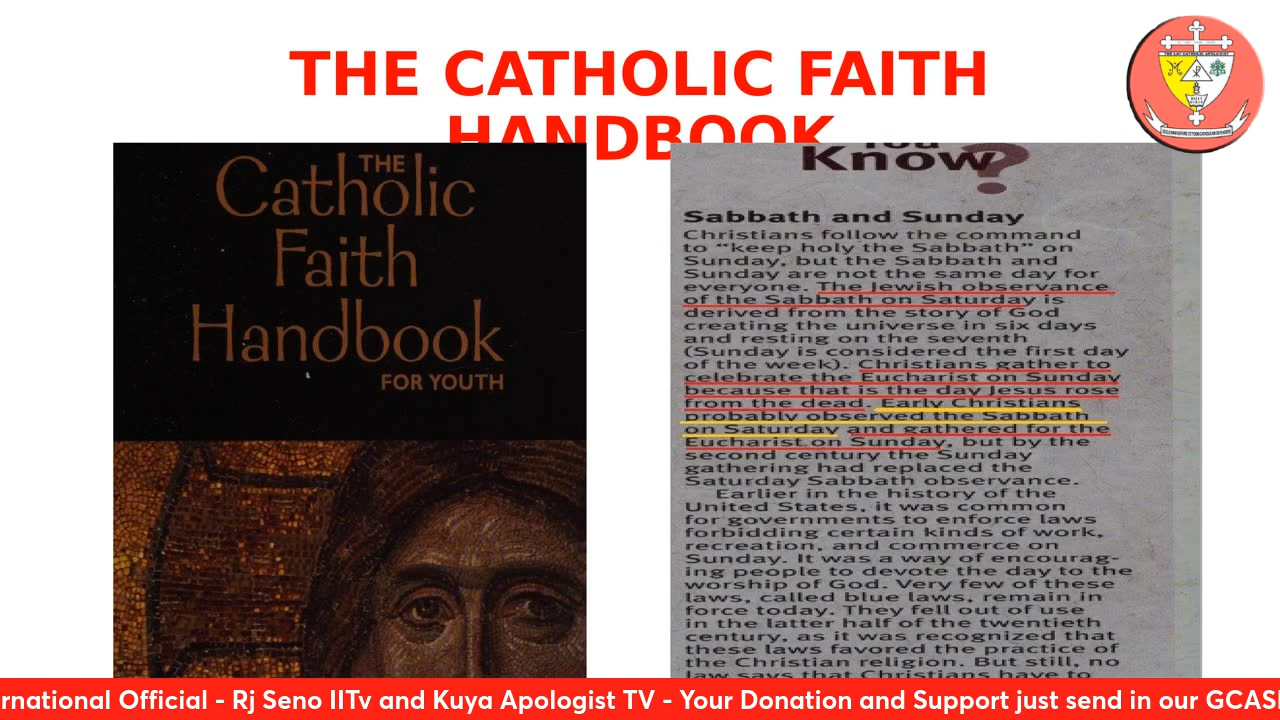 THE CATHOLIC FAITH
HANDBOOK
THE
Catholic
Faith
Handbook
FOR YOUTH
You
Know?
Sabbath and Sunday
Christians follow the command
to “keep holy the Sabbath” on
Sunday, but the Sabbath and
Sunday are not the same day for
everyone. The Jewish observance
of the Sabbath on Saturday is
derived from the story of God
creating the universe in six days
and resting on the seventh
(Sunday is considered the first day
of the week). Christians gather to
celebrate the Eucharist on Sunday
because that is the day Jesus rose
from the dead. Early Christians
probably observed the Sabbath
on Saturday and gathered for the
Eucharist on Sunday, but by the
second century the Sunday
gathering had replaced the
Saturday Sabbath observance.
Earlier in the history of the
United States, it was common
for governments to enforce laws
forbidding certain kinds of work,
recreation, and commerce on
Sunday. It was a way of encourag-
ing people to devote the day to the
worship of God. Very few of these
laws, called blue laws, remain in
force today. They fell out of use
in the latter half of the twentieth
century, as it was recognized that
these laws favored the practice of
the Christian religion. But still, no
law says that Christians have to
rnational Official - Rj Seno IITv and Kuya Apologist TV - Your Donation and Support just send in our GCAS